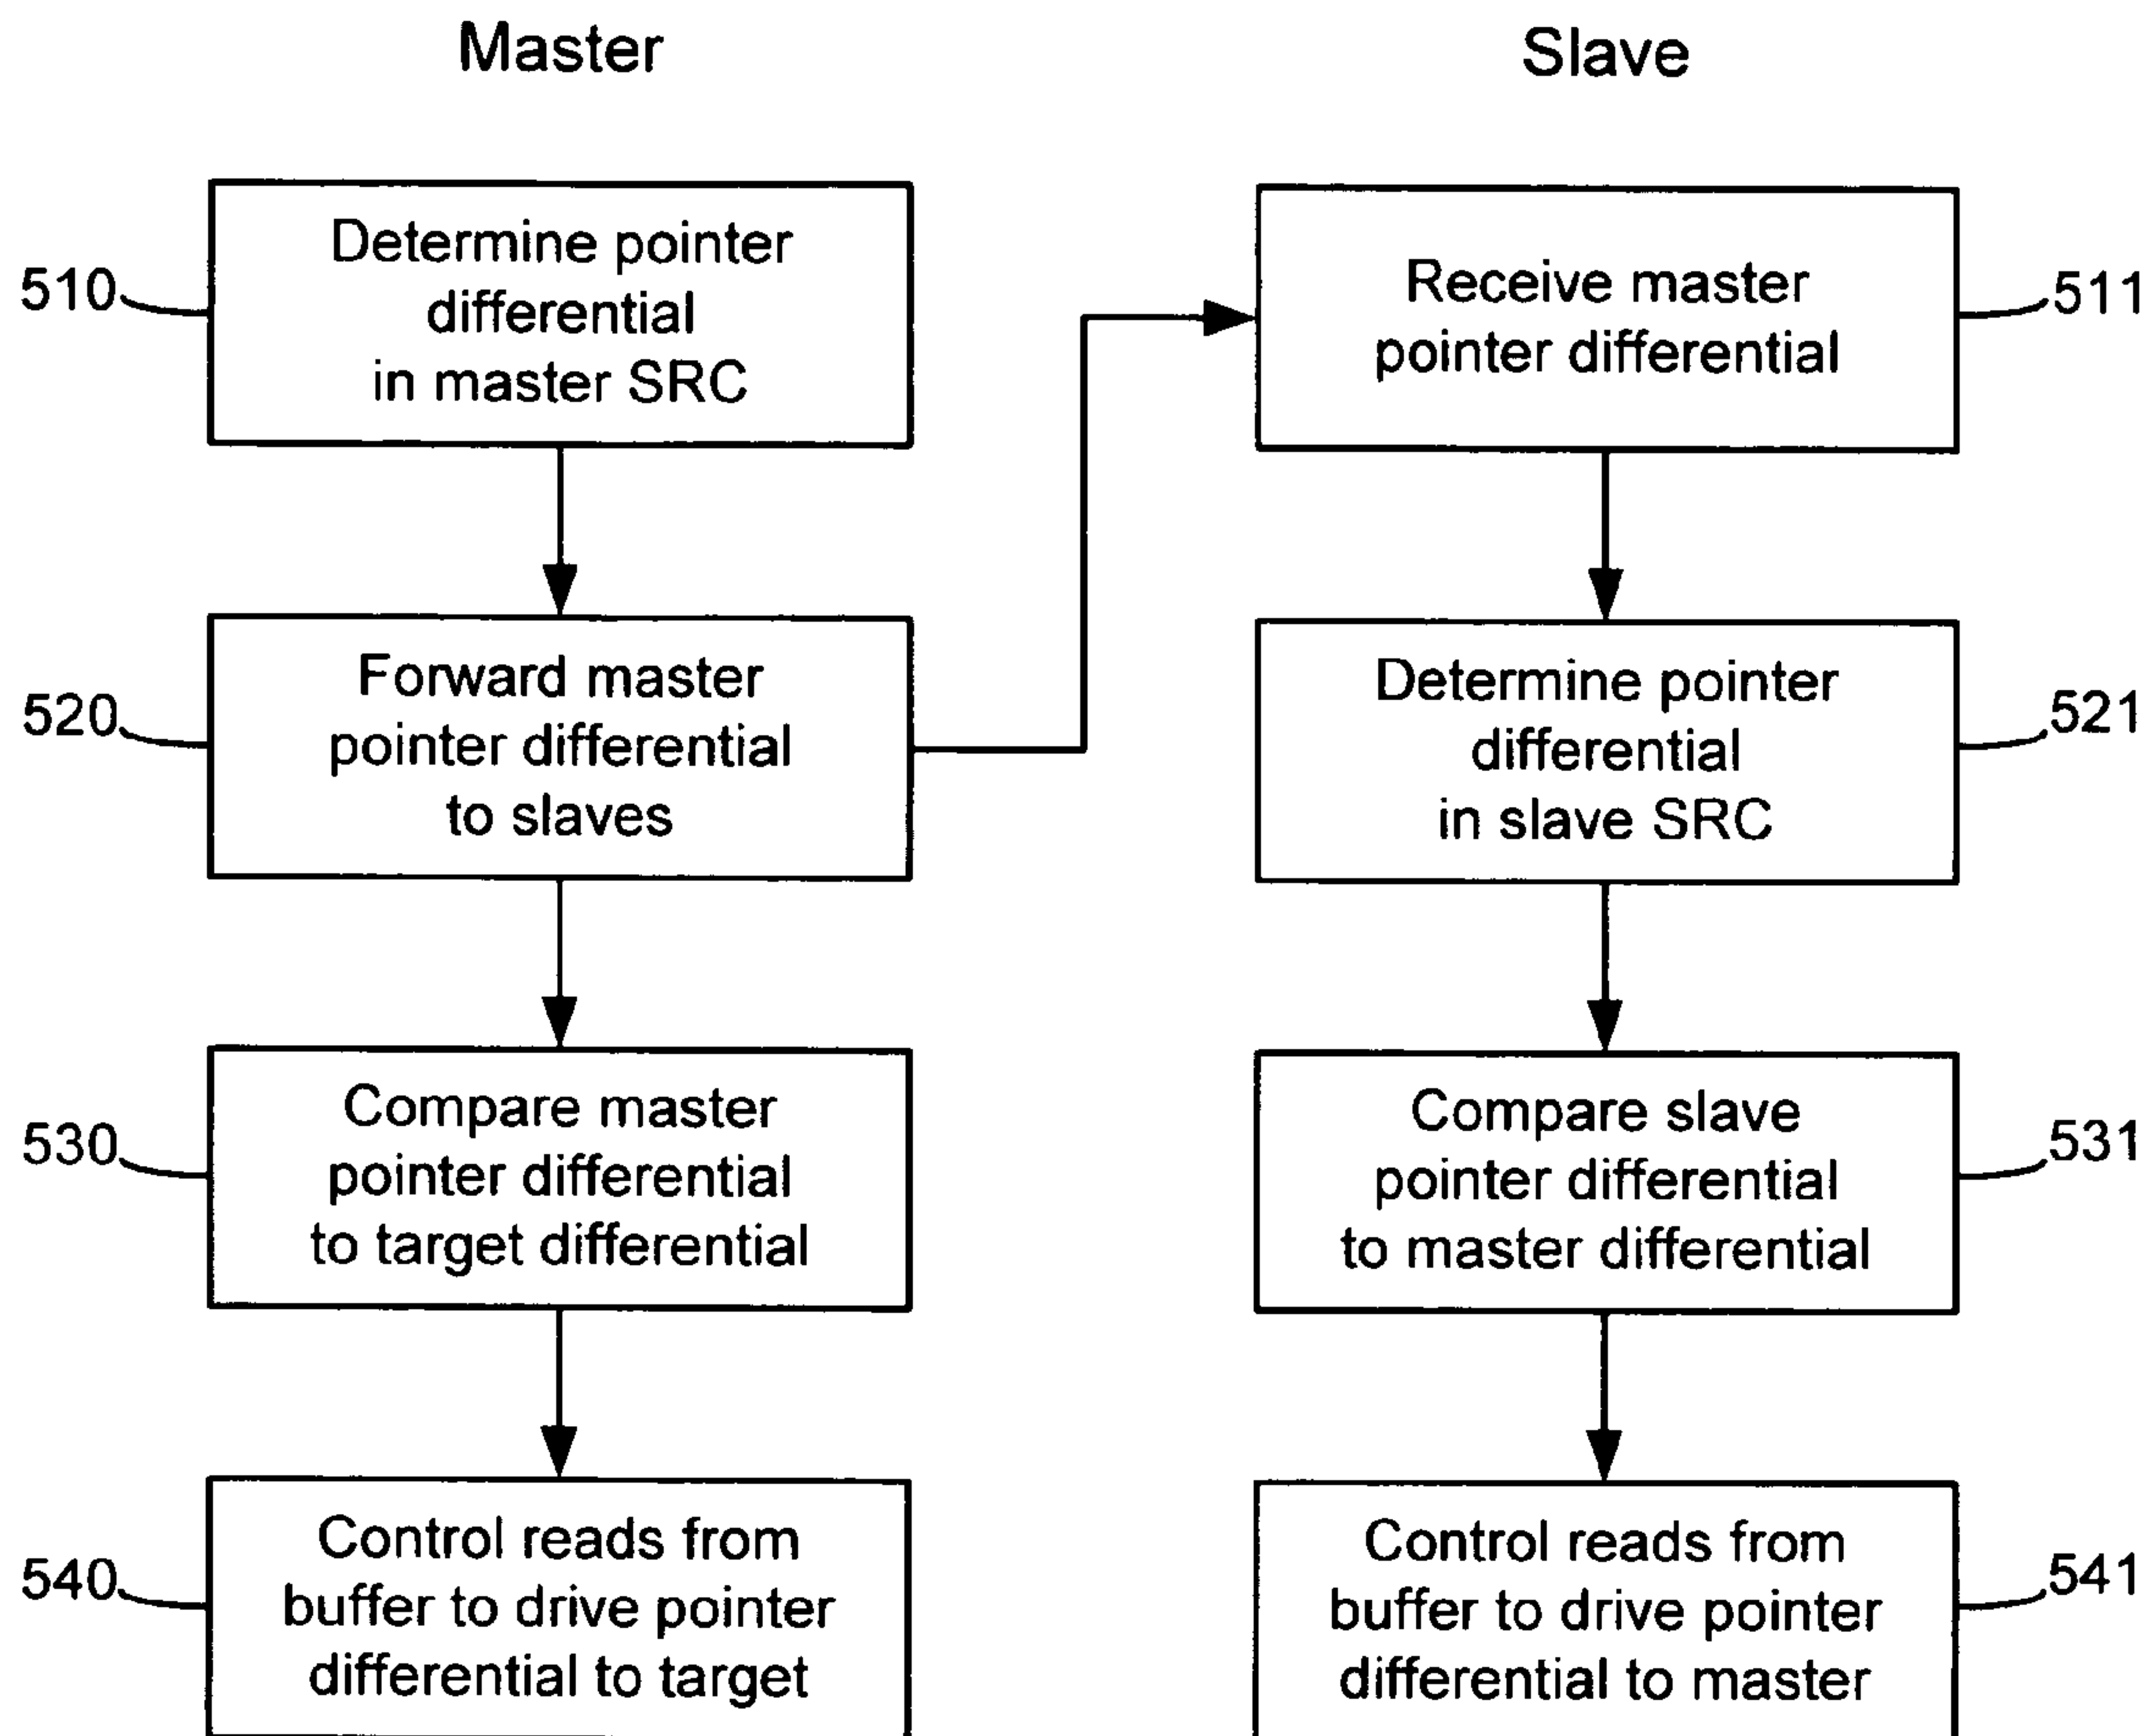 Master
510
Determine pointer
differential
in master SRC
520
Forward master
pointer differential
to slaves
530
Compare master
pointer differential
to target differential
540
Control reads from
buffer to drive pointer
differential to target
Slave
Receive master
pointer differential
511
Determine pointer
differential
in slave SRC
521
Compare slave
pointer differential
to master differential
531
Control reads from
buffer to drive pointer
differential to master
541